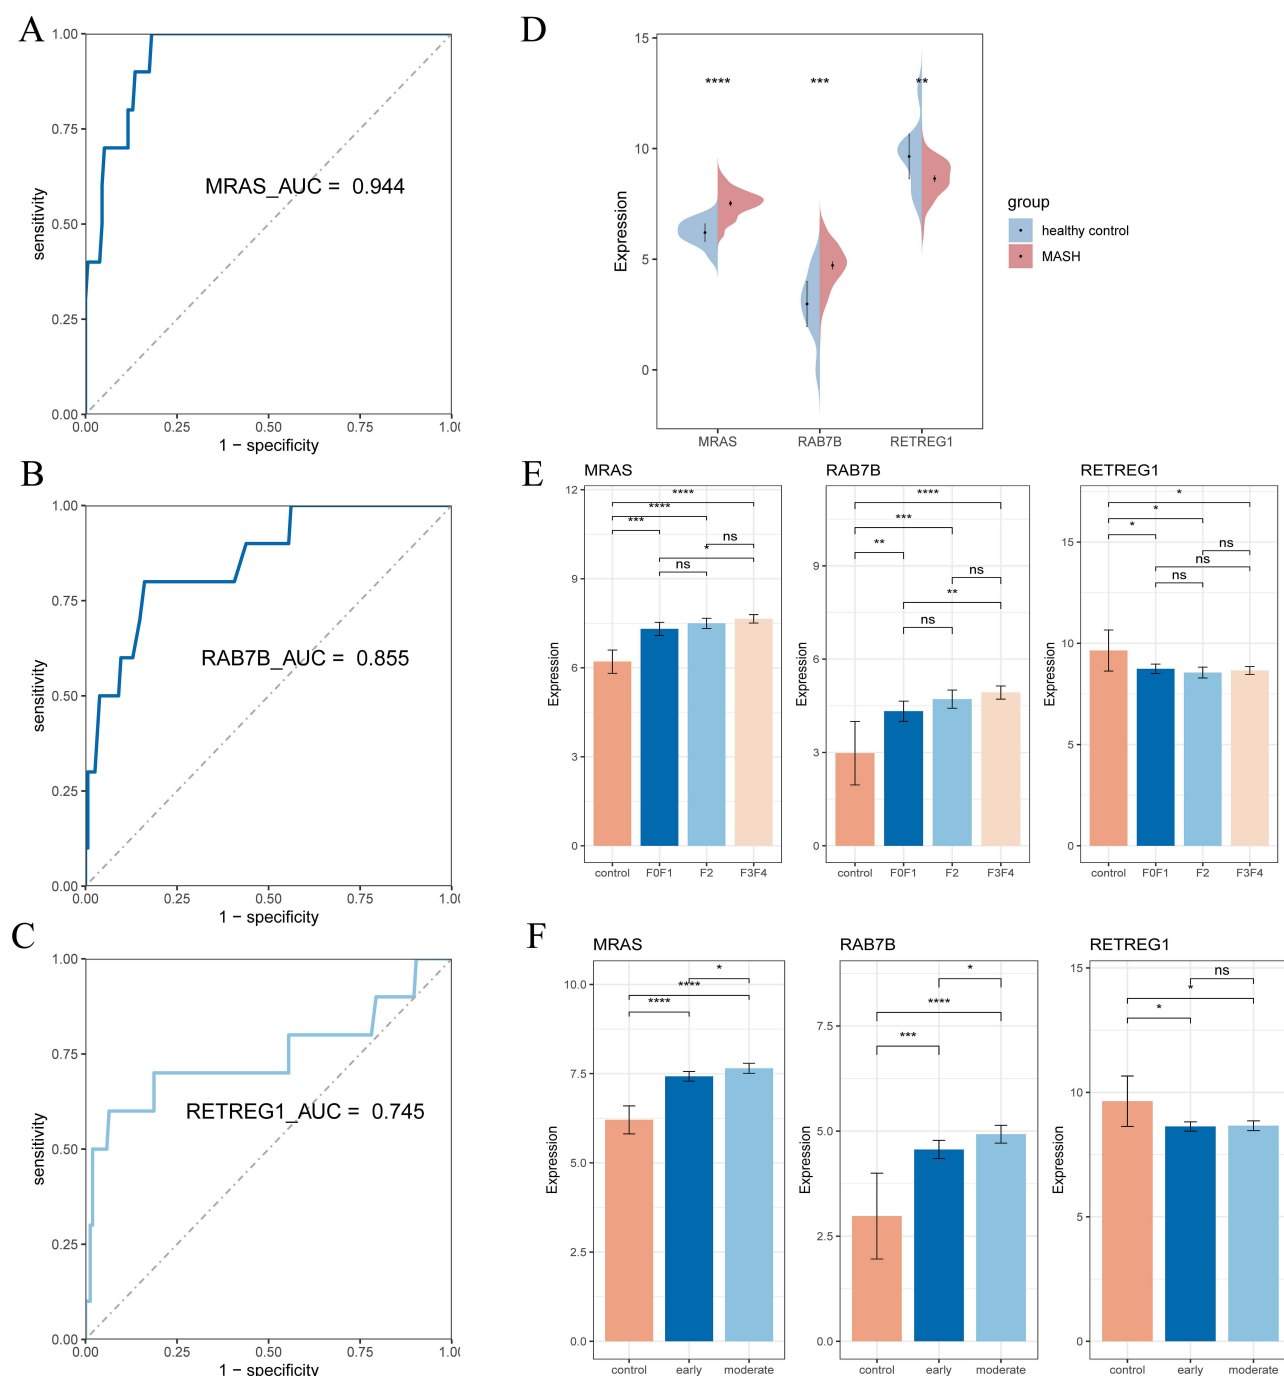 A
1.00
0.75
0.50
0.25
0.00
sensitivity
MRAS_AUC = 0.944
0.00 0.25 0.50 0.75 1.00
1 − specificity
B
1.00
0.75
0.50
0.25
0.00
sensitivity
RAB7B_AUC = 0.855
0.00 0.25 0.50 0.75 1.00
1 − specificity
C
1.00
0.75
0.50
0.25
0.00
sensitivity
RETREG1_AUC = 0.745
0.00 0.25 0.50 0.75 1.00
1 − specificity
D
15
10
5
0
Expression
**** *** **
MRAS RAB7B RETREG1
group
healthy control
MASH
E
MRAS
12
9
6
3
0
Expression
****
****
***
ns
*
ns
control F0F1 F2 F3F4
RAB7B
9
6
3
0
Expression
****
***
**
ns
**
ns
control F0F1 F2 F3F4
RETREG1
15
10
5
0
Expression
*
*
*
ns
ns
ns
control F0F1 F2 F3F4
F
MRAS
10.0
7.5
5.0
2.5
0.0
Expression
*
****
****
control early moderate
RAB7B
7.5
5.0
2.5
0.0
Expression
*
****
***
control early moderate
RETREG1
15
10
5
0
Expression
ns
*
*
control early moderate